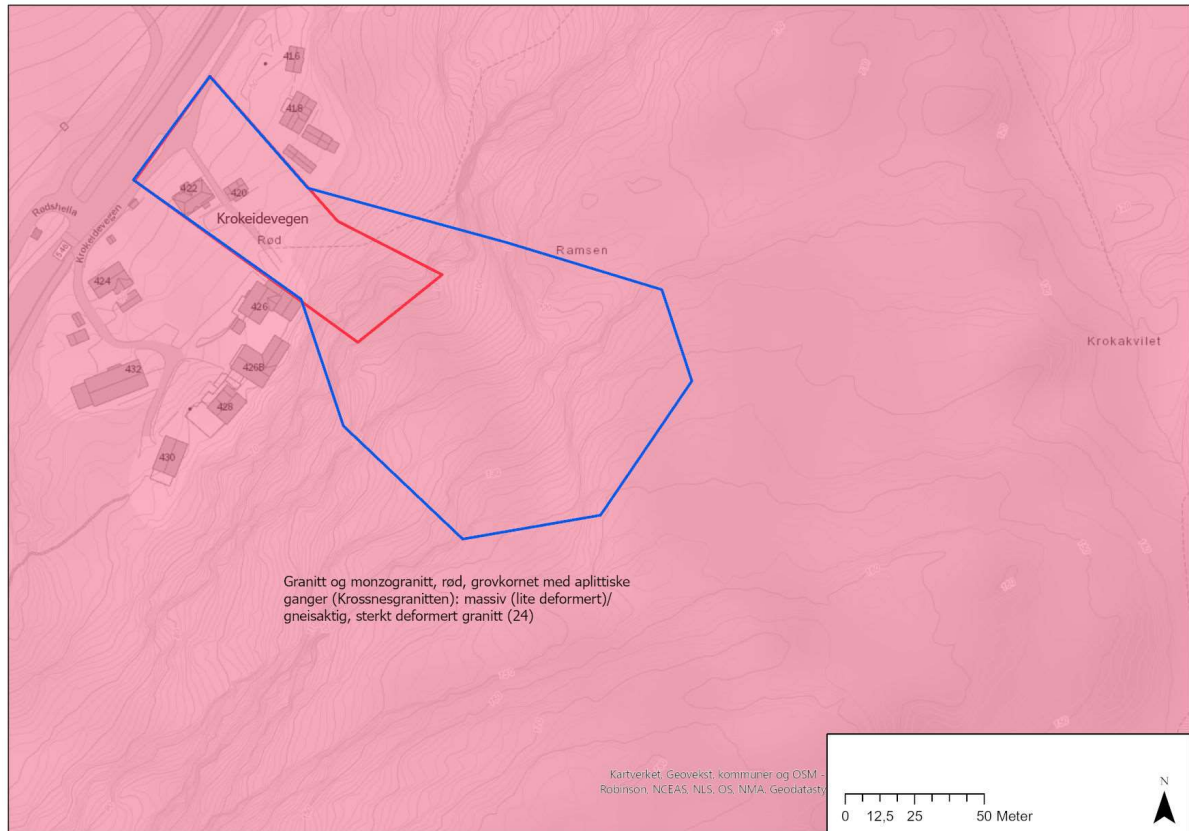 416
418
422
420
Krokeidevegen
Rød
Rødshella
Krokeidevegen
546
424
426
426B
432
428
430
Ramsen
Krokakvilet
Granitt og monzogranitt, rød, grovkornet med aplittiske
ganger (Krossnesgranitten): massiv (lite deformert)/
gneisaktig, sterkt deformert granitt (24)
Kartverket, Geovekst, kommuner og OSM -
Robinson, NCEAS, NLS, OS, NMA, Geodatasty
N
0 12,5 25 50 Meter